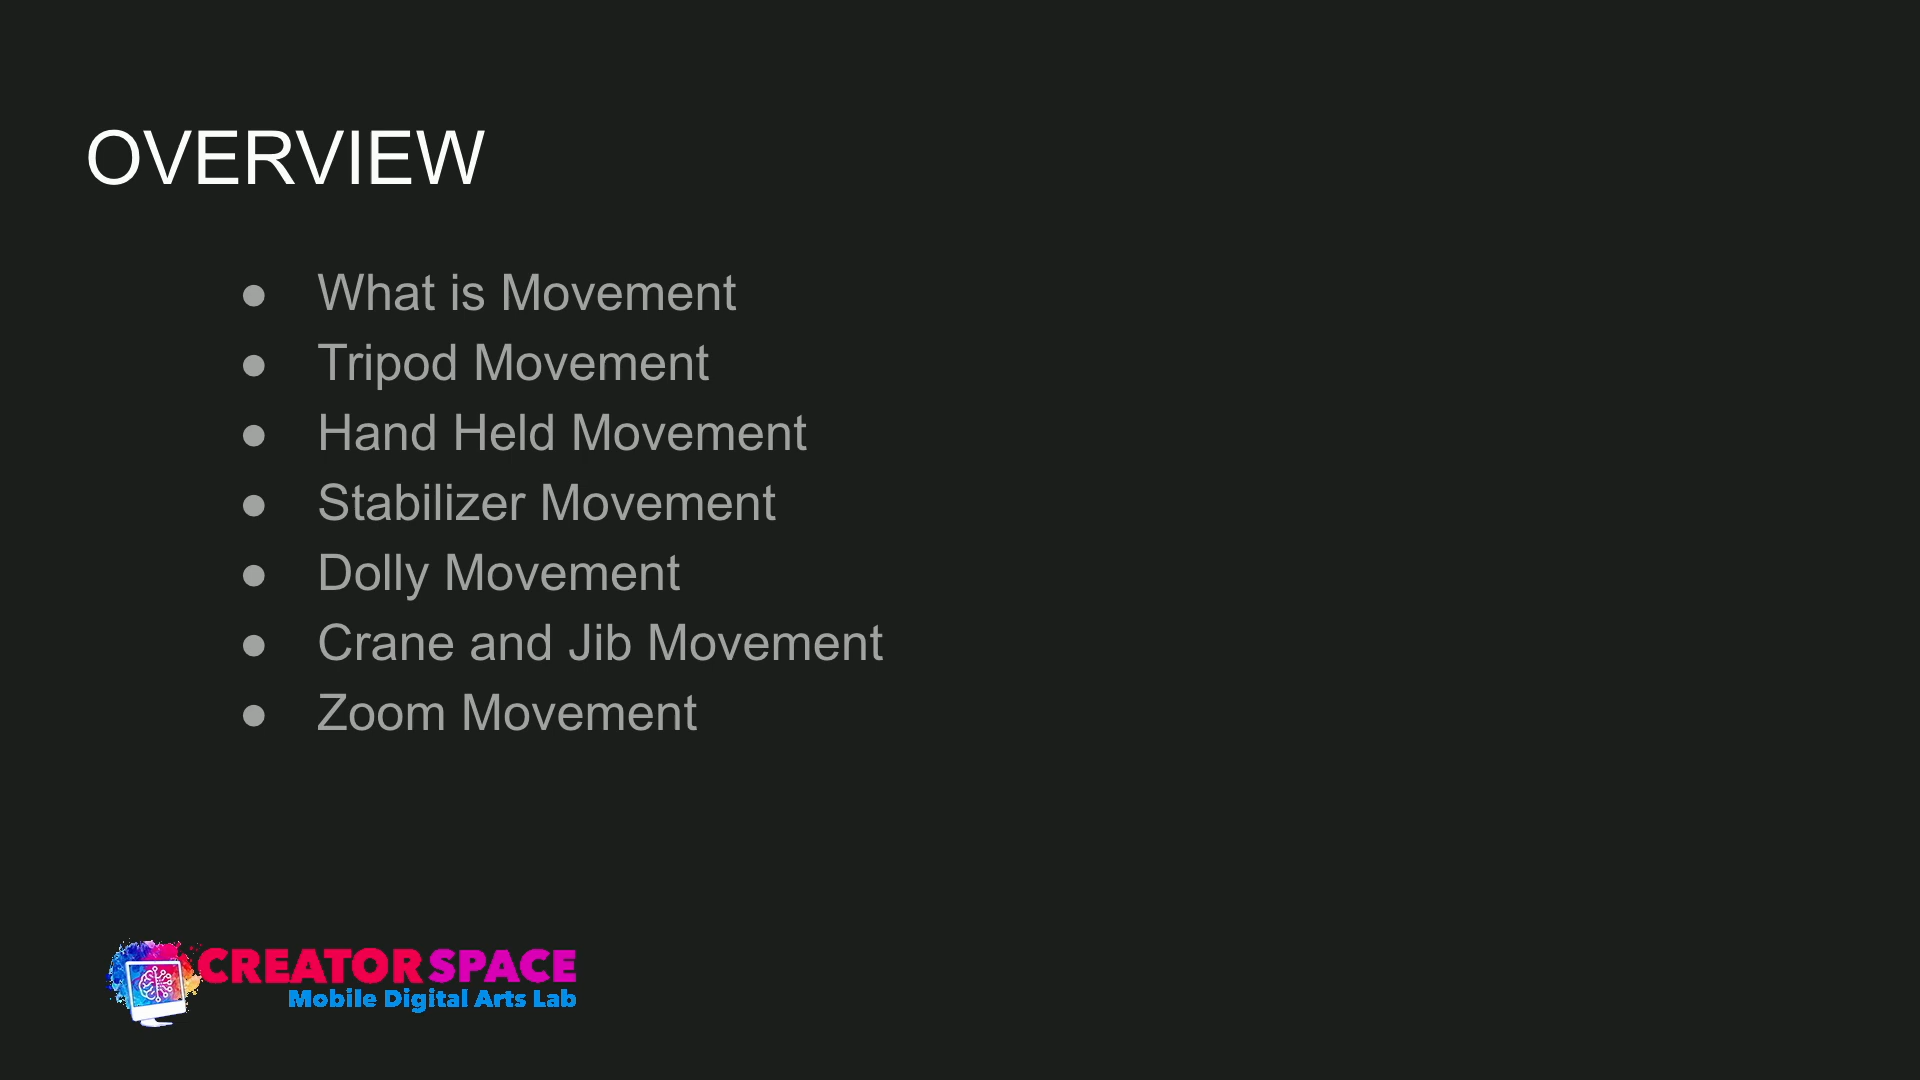 OVERVIEW
● What is Movement
● Tripod Movement
● Hand Held Movement
● Stabilizer Movement
● Dolly Movement
● Crane and Jib Movement
● Zoom Movement
CREATORSPACE
Mobile Digital Arts Lab